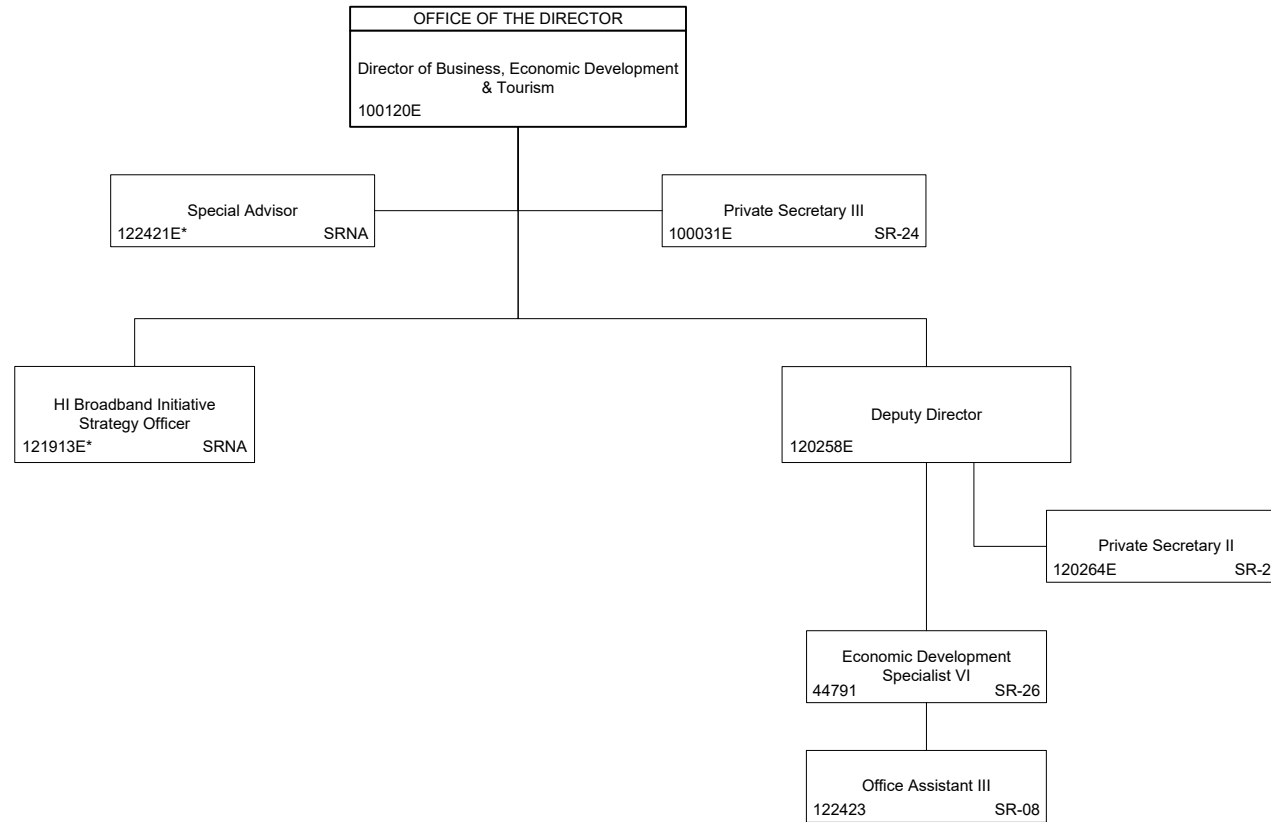 OFFICE OF THE DIRECTOR
Director of Business, Economic Development
& Tourism
100120E
Special Advisor
122421E* SRNA
Private Secretary III
100031E SR-24
HI Broadband Initiative
Strategy Officer
121913E* SRNA
Deputy Director
120258E
Private Secretary II
120264E SR-2
Economic Development
Specialist VI
44791 SR-26
Office Assistant III
122423 SR-08